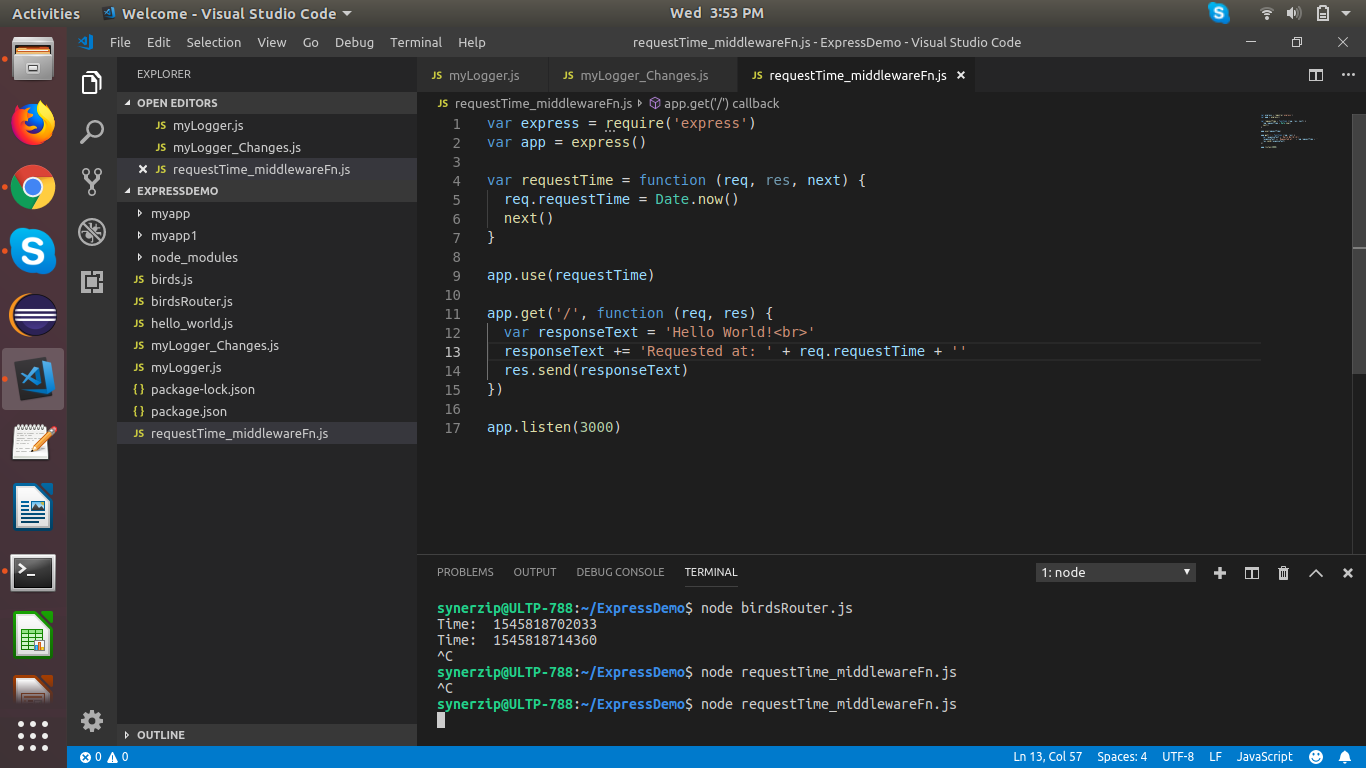 Activities
Welcome - Visual Studio Code
Wed 3:53 PM
File Edit Selection View Go Debug Terminal Help
requestTime_middlewareFn.js - ExpressDemo - Visual Studio Code
EXPLORER
OPEN EDITORS
JS myLogger.js
JS myLogger_Changes.js
JS requestTime_middlewareFn.js
EXPRESSDEMO
myapp
myapp1
node_modules
JS birds.js
JS birdsRouter.js
JS hello_world.js
JS myLogger_Changes.js
JS myLogger.js
{} package-lock.json
{} package.json
JS requestTime_middlewareFn.js
OUTLINE
JS myLogger.js
JS myLogger_Changes.js
JS requestTime_middlewareFn.js
JS requestTime_middlewareFn.js app.get('/') callback
1 var express = require('express')
2 var app = express()
3
4 var requestTime = function (req, res, next) {
5 req.requestTime = Date.now()
6 next()
7 }
8
9 app.use(requestTime)
10
11 app.get('/', function (req, res) {
12 var responseText = 'Hello World!<br>'
13 responseText += 'Requested at: ' + req.requestTime + ''
14 res.send(responseText)
15 })
16
17 app.listen(3000)
PROBLEMS OUTPUT DEBUG CONSOLE TERMINAL
1: node
synerzip@ULTP-788:~/ExpressDemo$ node birdsRouter.js
Time:  1545818702033
Time:  1545818714360
^C
synerzip@ULTP-788:~/ExpressDemo$ node requestTime_middlewareFn.js
^C
synerzip@ULTP-788:~/ExpressDemo$ node requestTime_middlewareFn.js
0 0
Ln 13, Col 57 Spaces: 4 UTF-8 LF JavaScript